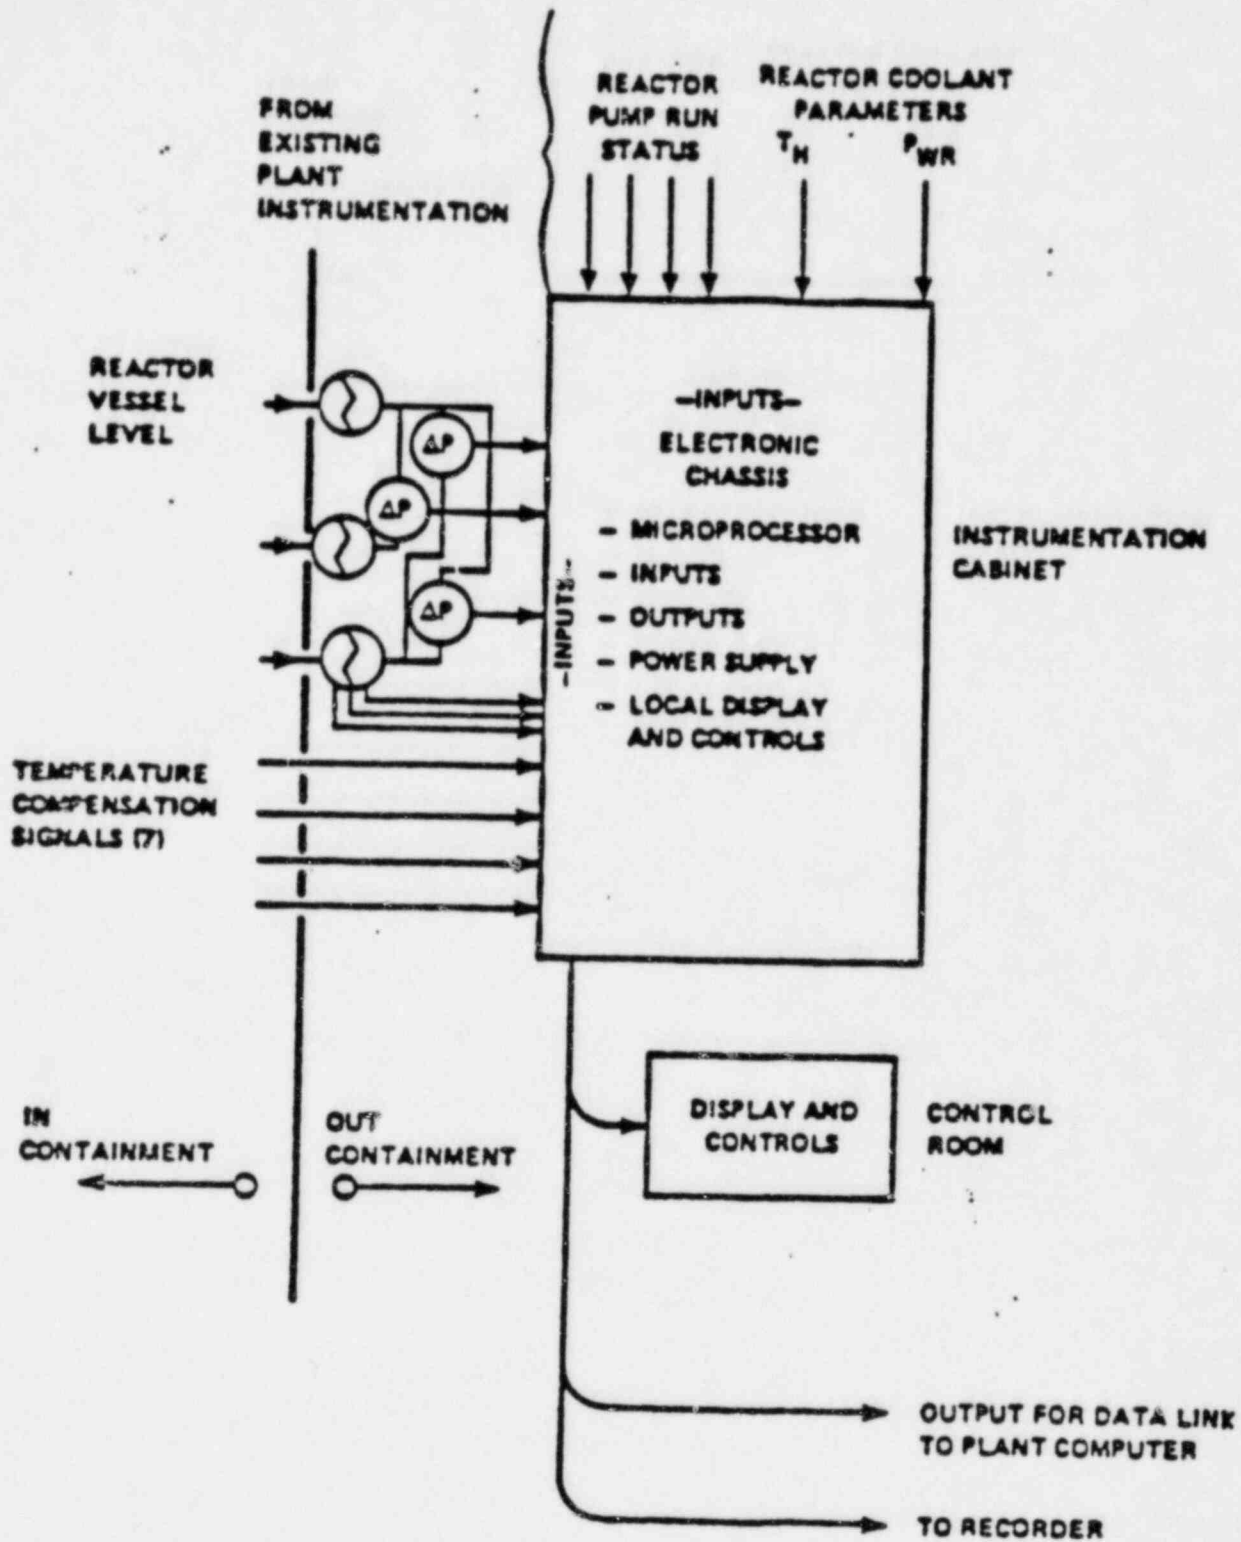 FROM
EXISTING
PLANT
INSTRUMENTATION
REACTOR
PUMP RUN
STATUS
REACTOR COOLANT
PARAMETERS
T_H
P_WR
REACTOR
VESSEL
LEVEL
ΔP
ΔP
ΔP
–INPUTS–
–INPUTS–
ELECTRONIC
CHASSIS
– MICROPROCESSOR
– INPUTS
– OUTPUTS
– POWER SUPPLY
– LOCAL DISPLAY
AND CONTROLS
INSTRUMENTATION
CABINET
TEMPERATURE
COMPENSATION
SIGNALS (7)
IN
CONTAINMENT
OUT
CONTAINMENT
DISPLAY AND
CONTROLS
CONTROL
ROOM
OUTPUT FOR DATA LINK
TO PLANT COMPUTER
TO RECORDER